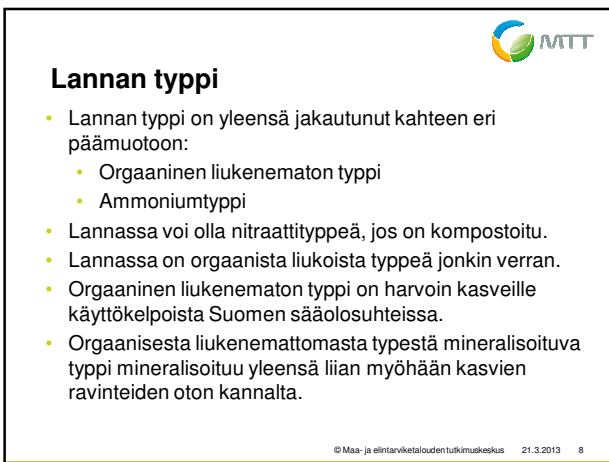 MTT
Lannan typpi
• Lannan typpi on yleensä jakautunut kahteen eri
päämuotoon:
• Orgaaninen liukenematon typpi
• Ammoniumtyppi
• Lannassa voi olla nitraattityppeä, jos on kompostoitu.
• Lannassa on orgaanista liukoista typpeä jonkin verran.
• Orgaaninen liukenematon typpi on harvoin kasveille
käyttökelpoista Suomen sääolosuhteissa.
• Orgaanisesta liukenemattomasta typestä mineralisoituva
typpi mineralisoituu yleensä liian myöhään kasvien
ravinteiden oton kannalta.
© Maa- ja elintarviketalouden tutkimuskeskus 21.3.2013 8